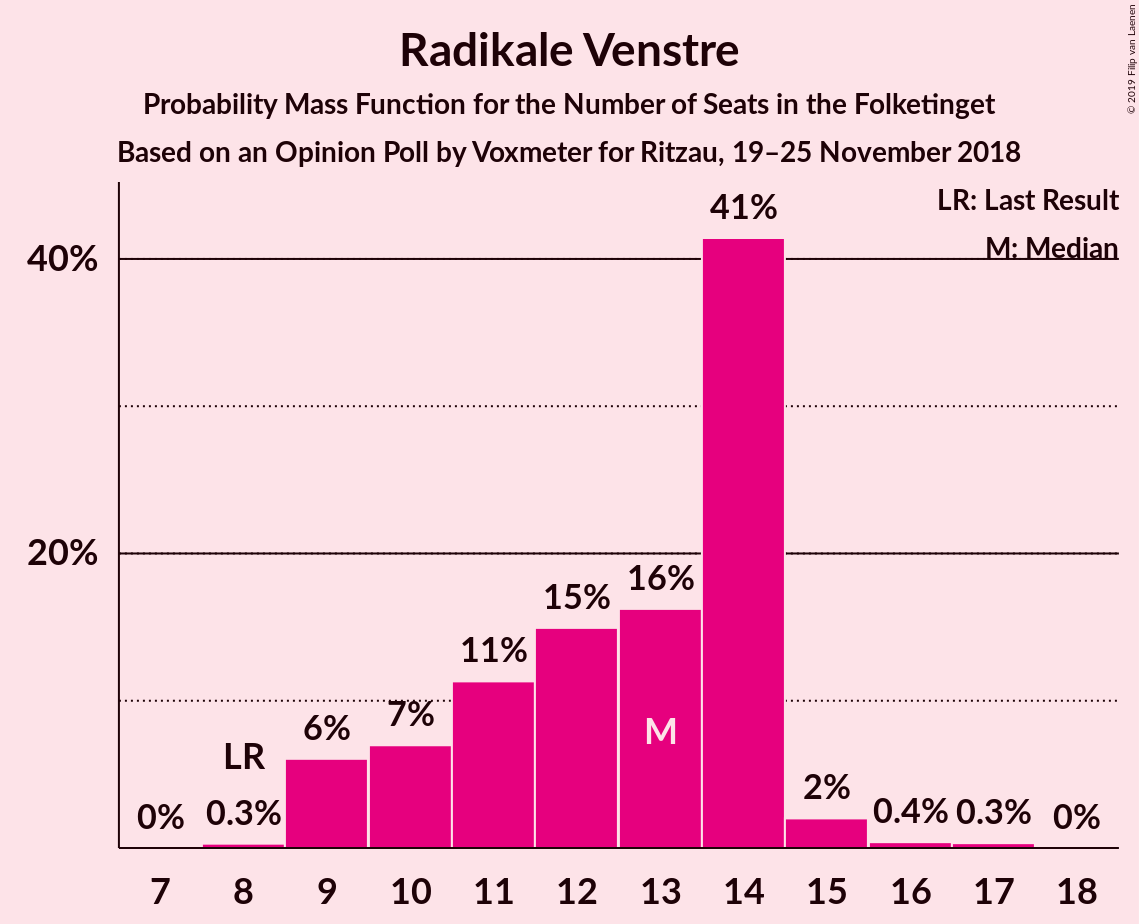 Radikale Venstre
Probability Mass Function for the Number of Seats in the Folketinget
Based on an Opinion Poll by Voxmeter for Ritzau, 19–25 November 2018
© 2019 Filip van Laenen
LR: Last Result
M: Median
40%
20%
0%
LR
0.3%
6%
7%
11%
15%
16%
M
41%
2%
0.4%
0.3%
0%
7 8 9 10 11 12 13 14 15 16 17 18